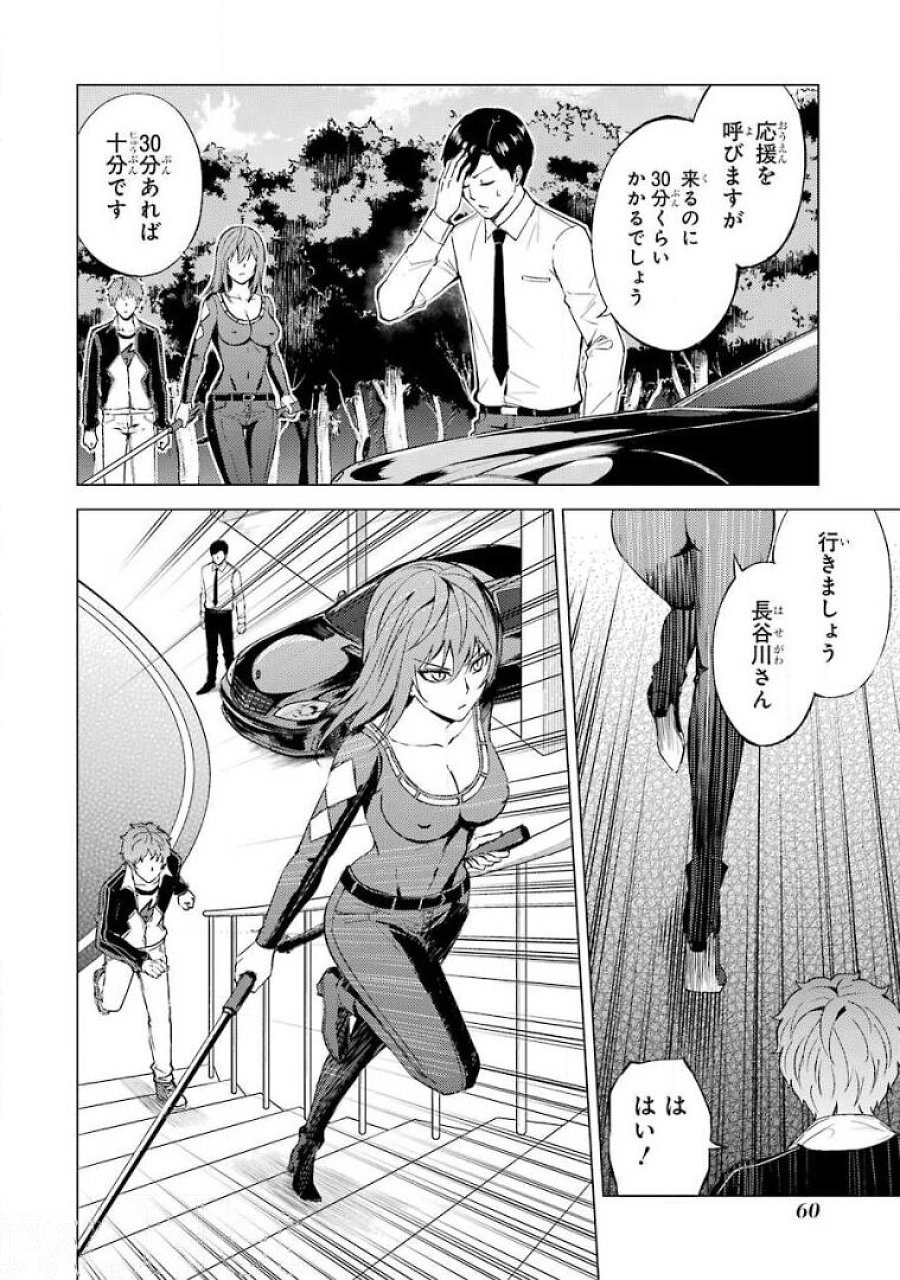 応援を
呼びますが
来るのに
30分くらい
かかるでしょう
30分あれば
十分です
行きましょう
長谷川さん
は
はい!
60